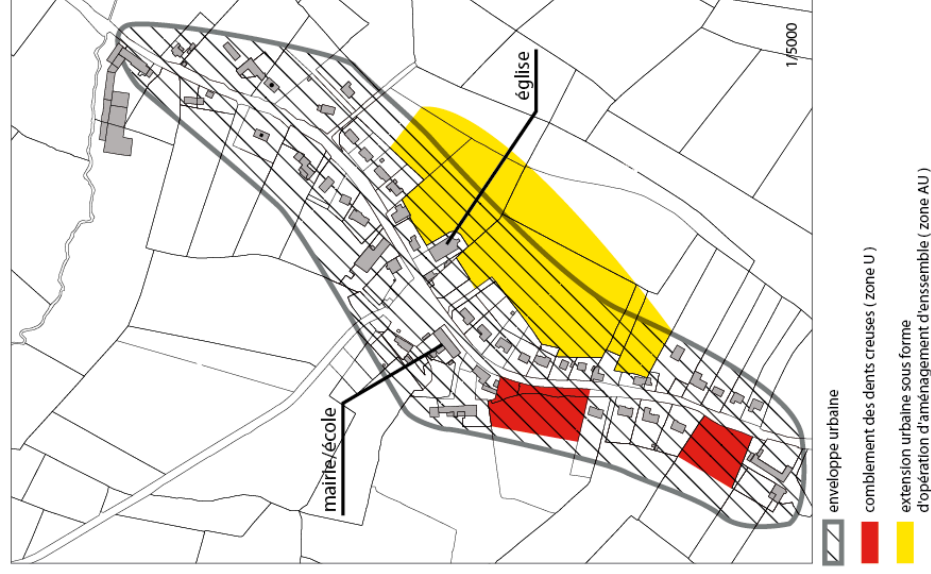 église
mairie/école
1/5000
enveloppe urbaine
comblement des dents creuses ( zone U )
extension urbaine sous forme
d'opération d'aménagement d'enssemble ( zone AU )